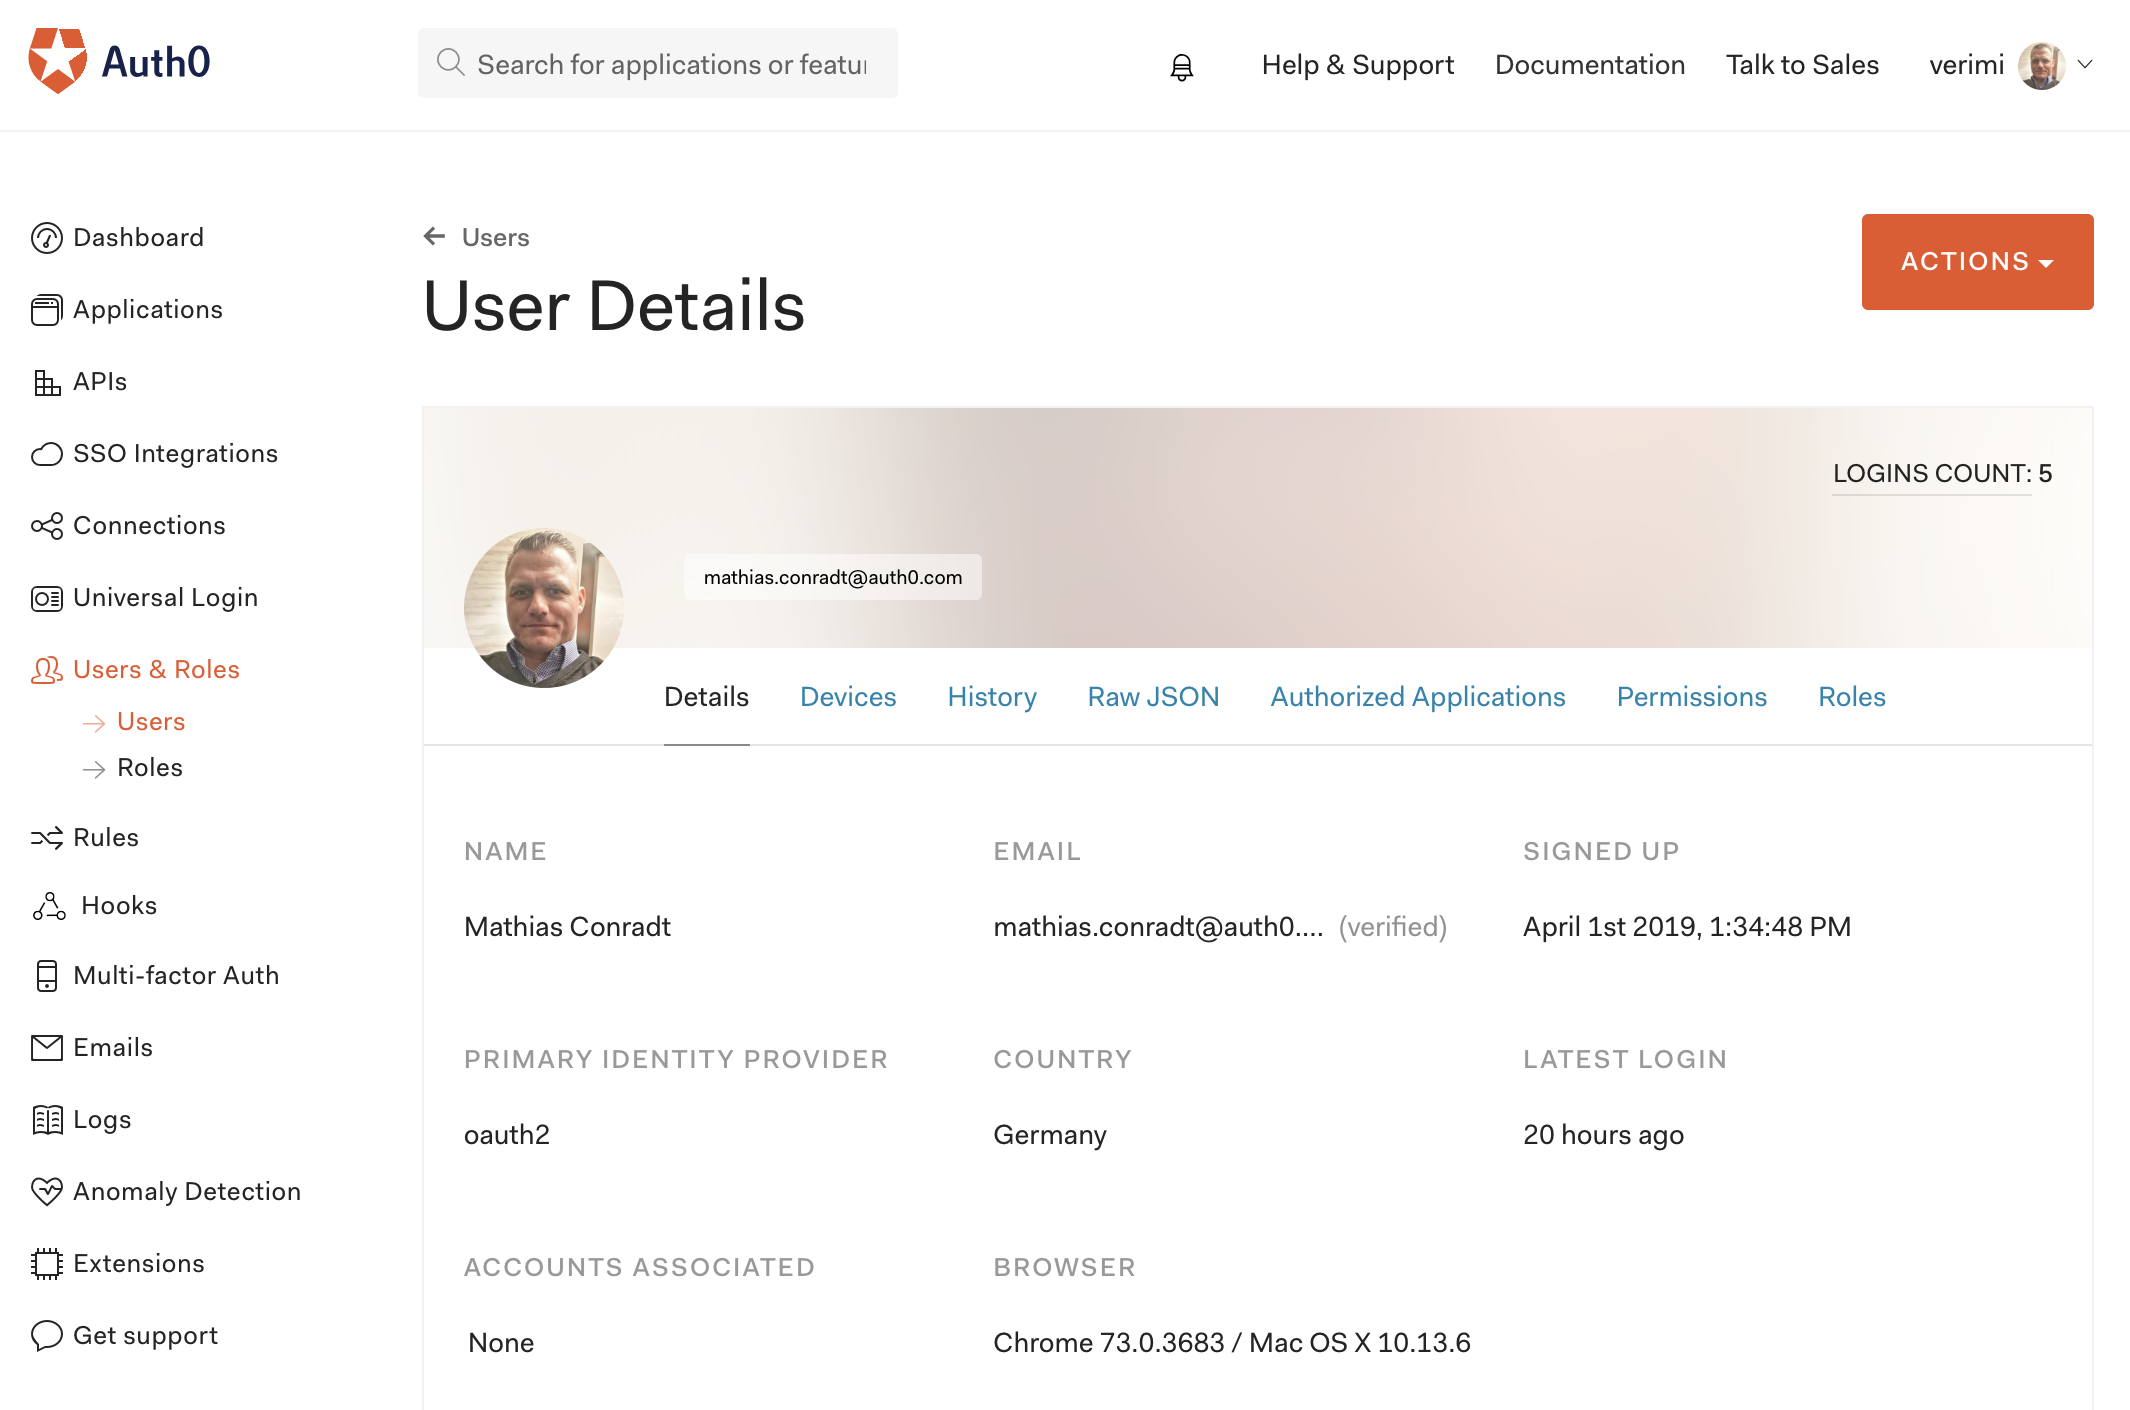 Auth0
Search for applications or featu
Help & Support
Documentation
Talk to Sales
verimi
Dashboard
Applications
APIs
SSO Integrations
Connections
Universal Login
Users & Roles
Users
Roles
Rules
Hooks
Multi-factor Auth
Emails
Logs
Anomaly Detection
Extensions
Get support
Users
User Details
ACTIONS
LOGINS COUNT: 5
mathias.conradt@auth0.com
Details
Devices
History
Raw JSON
Authorized Applications
Permissions
Roles
NAME
Mathias Conradt
EMAIL
mathias.conradt@auth0.... (verified)
SIGNED UP
April 1st 2019, 1:34:48 PM
PRIMARY IDENTITY PROVIDER
oauth2
COUNTRY
Germany
LATEST LOGIN
20 hours ago
ACCOUNTS ASSOCIATED
None
BROWSER
Chrome 73.0.3683 / Mac OS X 10.13.6